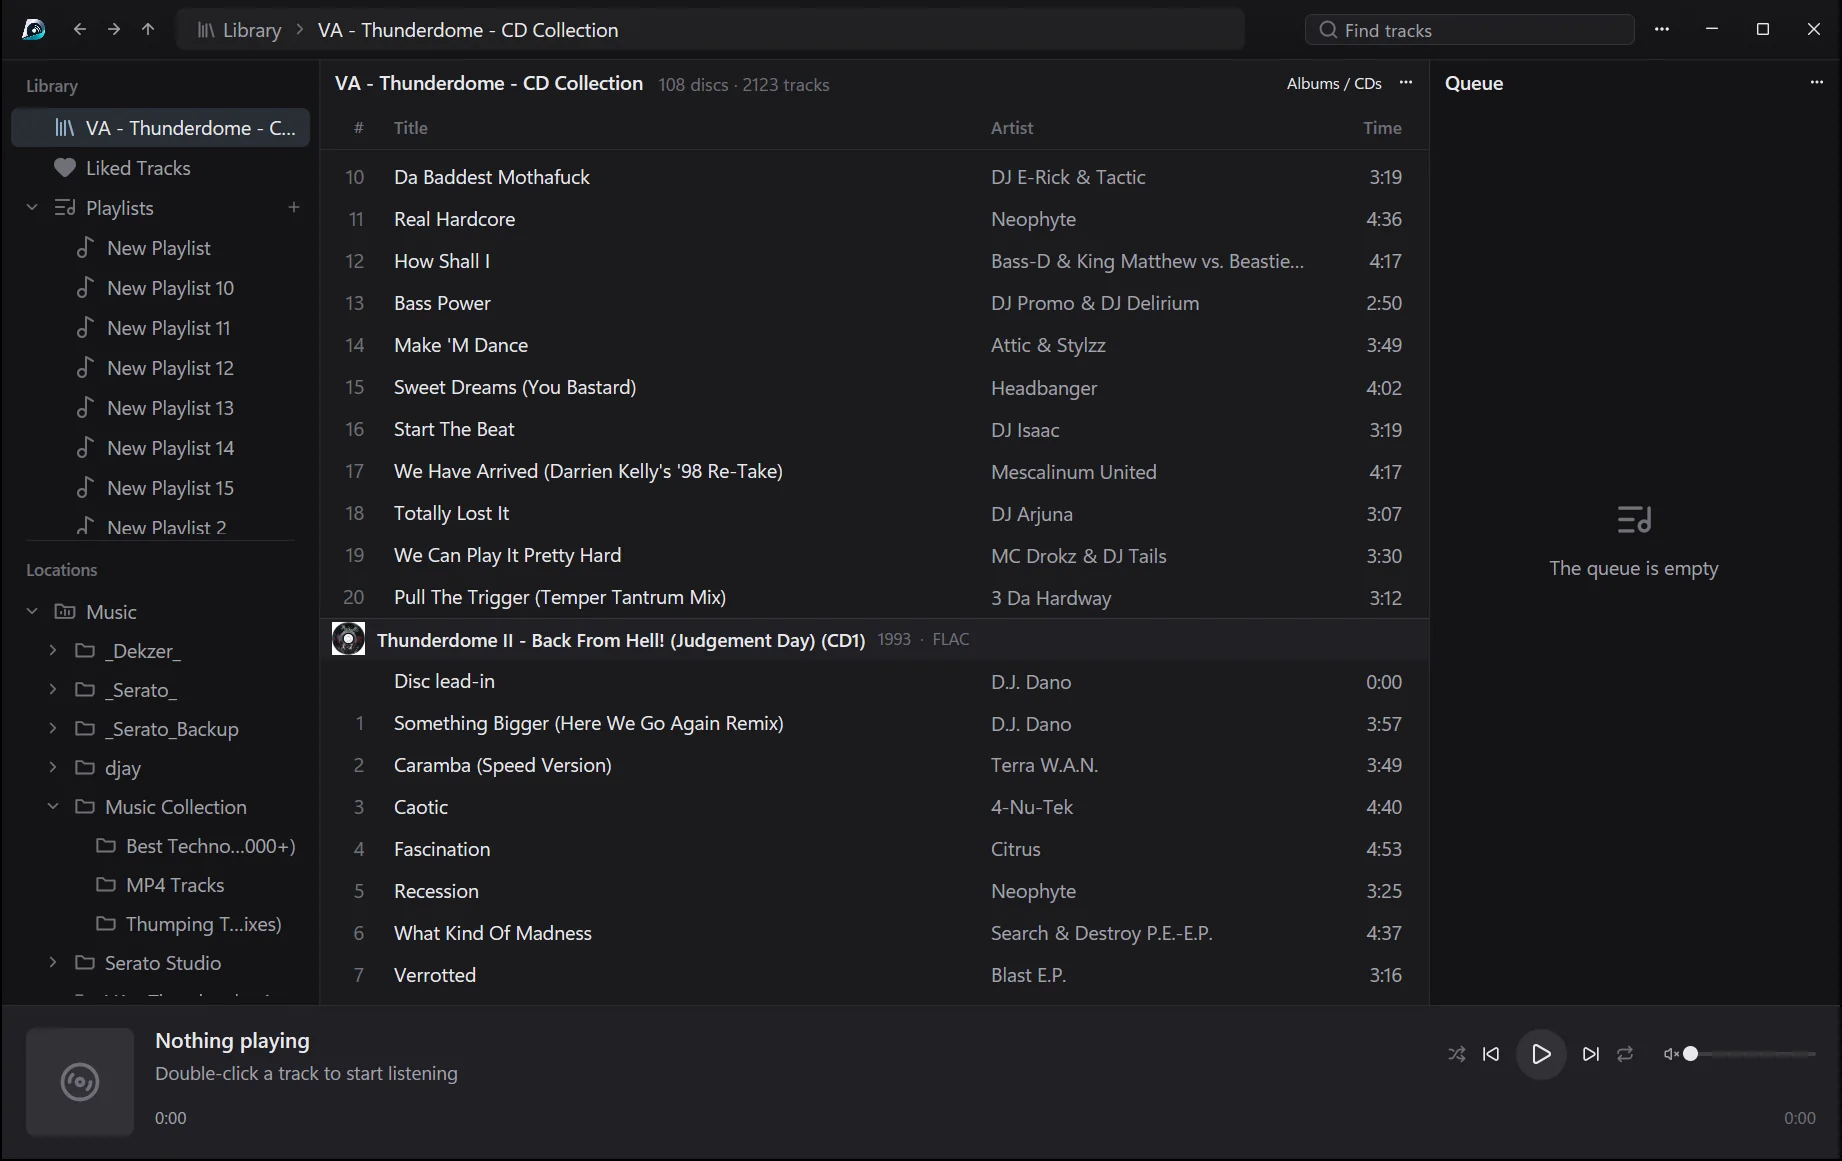 Library > VA - Thunderdome - CD Collection
Find tracks
Library
VA - Thunderdome - C...
Liked Tracks
Playlists
New Playlist
New Playlist 10
New Playlist 11
New Playlist 12
New Playlist 13
New Playlist 14
New Playlist 15
New Playlist 2
Locations
Music
_Dekzer_
_Serato_
_Serato_Backup
djay
Music Collection
Best Techno...000+)
MP4 Tracks
Thumping T...ixes)
Serato Studio
VA - Thunderdome - CD Collection 108 discs · 2123 tracks
Albums / CDs
# Title Artist Time
10 Da Baddest Mothafuck DJ E-Rick & Tactic 3:19
11 Real Hardcore Neophyte 4:36
12 How Shall I Bass-D & King Matthew vs. Beastie... 4:17
13 Bass Power DJ Promo & DJ Delirium 2:50
14 Make 'M Dance Attic & Stylzz 3:49
15 Sweet Dreams (You Bastard) Headbanger 4:02
16 Start The Beat DJ Isaac 3:19
17 We Have Arrived (Darrien Kelly's '98 Re-Take) Mescalinum United 4:17
18 Totally Lost It DJ Arjuna 3:07
19 We Can Play It Pretty Hard MC Drokz & DJ Tails 3:30
20 Pull The Trigger (Temper Tantrum Mix) 3 Da Hardway 3:12
Thunderdome II - Back From Hell! (Judgement Day) (CD1) 1993 · FLAC
Disc lead-in D.J. Dano 0:00
1 Something Bigger (Here We Go Again Remix) D.J. Dano 3:57
2 Caramba (Speed Version) Terra W.A.N. 3:49
3 Caotic 4-Nu-Tek 4:40
4 Fascination Citrus 4:53
5 Recession Neophyte 3:25
6 What Kind Of Madness Search & Destroy P.E.-E.P. 4:37
7 Verrotted Blast E.P. 3:16
Queue
The queue is empty
Nothing playing
Double-click a track to start listening
0:00
0:00